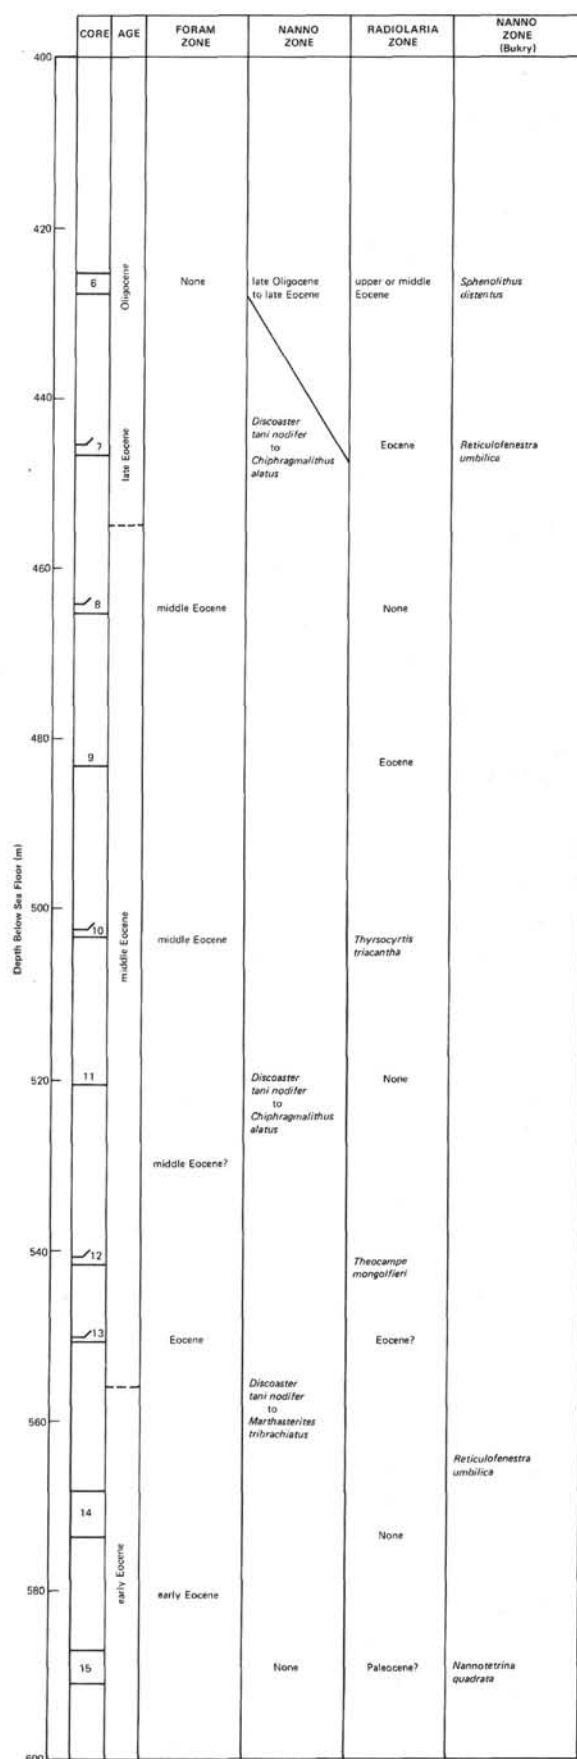 CORE AGE FORAM ZONE NANNO ZONE RADIOLARIA ZONE NANNO ZONE (Bukry)
400
420
6 Oligocene None late Oligocene upper or middle Sphenolithus
to late Eocene Eocene distentus
440
Discaster
tani nodifer
7 late Eocene to Eocene Reticulofenestra
Chiphragmalithus umbilica
alatus
460
8 middle Eocene None
480
9 Eocene
Depth Below Sea Floor (m)
500
10 middle Eocene middle Eocene Thyrsocyrtis
triacantha
520
11 Discoaster None
tani nodifer
to
Chiphragmalithus
alatus
middle Eocene?
540
12 Theocampe
mongolfieri
13 Eocene Eocene?
Discoaster
tani nodifer
to
560 Marthasterites
tribrachiatus
Reticulofenestra
umbilica
14 None
580 early Eocene early Eocene
15 None Paleocene? Nannotetrina
quadrata
600